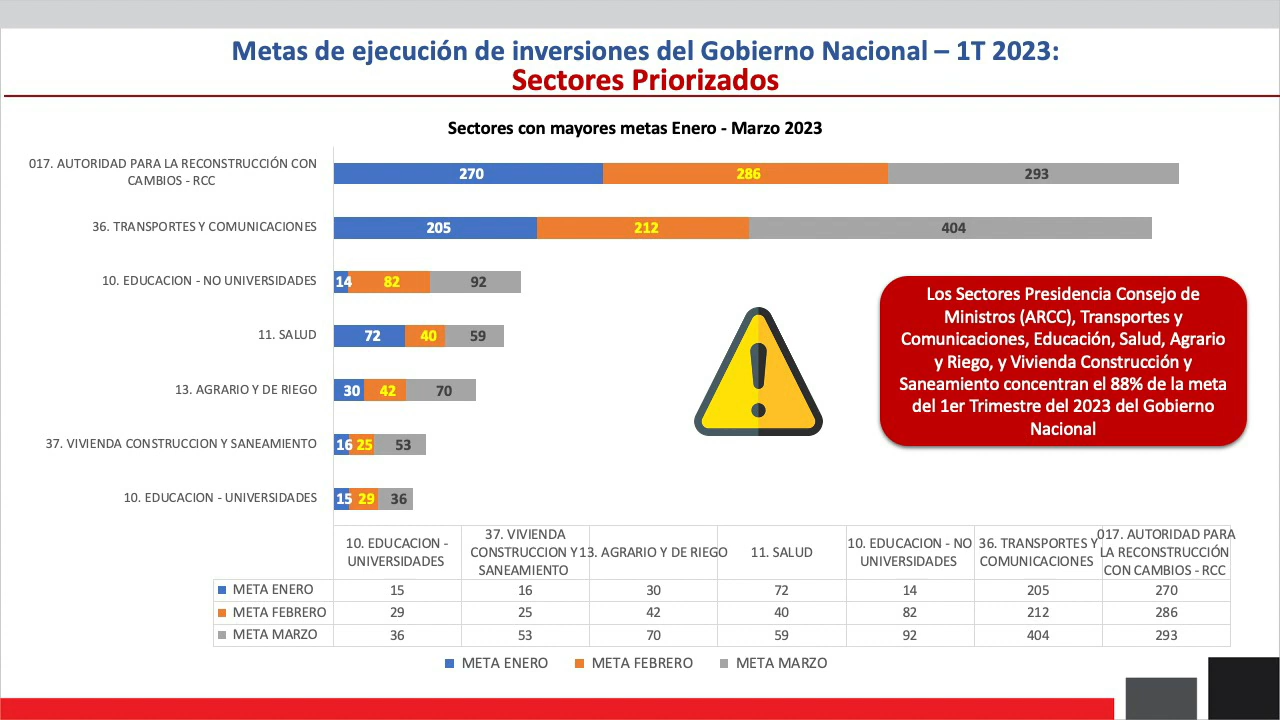 Metas de ejecución de inversiones del Gobierno Nacional – 1T 2023:
Sectores Priorizados
Sectores con mayores metas Enero - Marzo 2023
017. AUTORIDAD PARA LA RECONSTRUCCIÓN CON
CAMBIOS - RCC
270 286 293
36. TRANSPORTES Y COMUNICACIONES
205 212 404
10. EDUCACION - NO UNIVERSIDADES
14 82 92
11. SALUD
72 40 59
13. AGRARIO Y DE RIEGO
30 42 70
37. VIVIENDA CONSTRUCCION Y SANEAMIENTO
16 25 53
10. EDUCACION - UNIVERSIDADES
15 29 36
Los Sectores Presidencia Consejo de
Ministros (ARCC), Transportes y
Comunicaciones, Educación, Salud, Agrario
y Riego, y Vivienda Construcción y
Saneamiento concentran el 88% de la meta
del 1er Trimestre del 2023 del Gobierno
Nacional
10. EDUCACION -
UNIVERSIDADES
37. VIVIENDA
CONSTRUCCION Y
SANEAMIENTO
13. AGRARIO Y DE RIEGO
11. SALUD
10. EDUCACION - NO
UNIVERSIDADES
36. TRANSPORTES Y
COMUNICACIONES
017. AUTORIDAD PARA
LA RECONSTRUCCIÓN
CON CAMBIOS - RCC
META ENERO 15 16 30 72 14 205 270
META FEBRERO 29 25 42 40 82 212 286
META MARZO 36 53 70 59 92 404 293
META ENERO META FEBRERO META MARZO